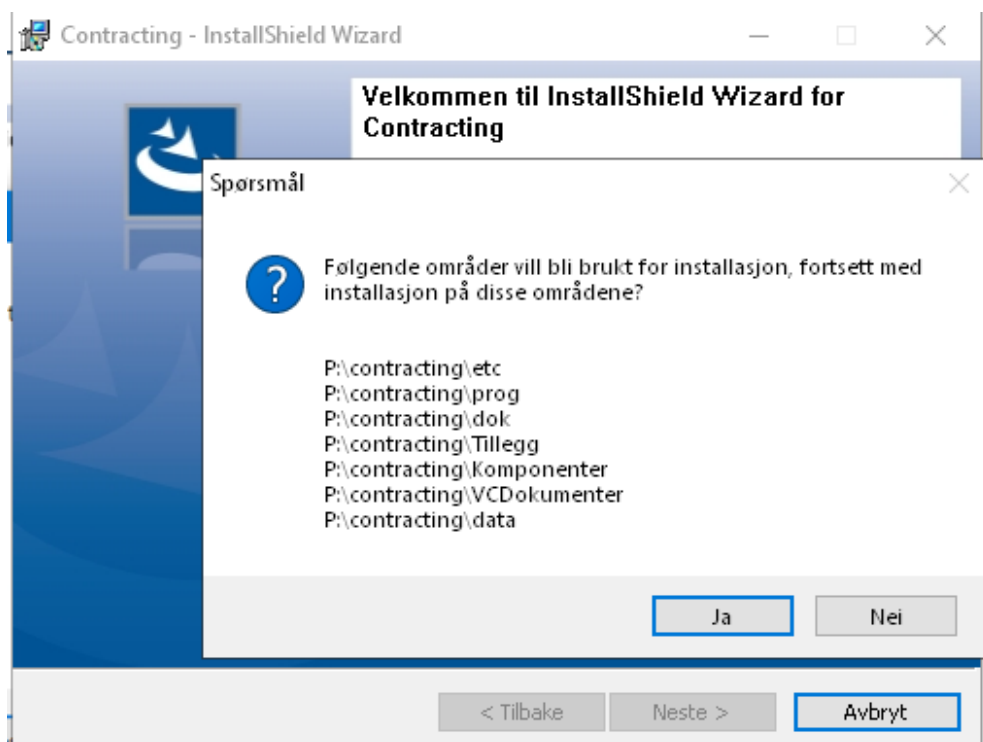 Contracting - InstallShield Wizard
Velkommen til InstallShield Wizard for
Contracting
Spørsmål
Følgende områder vill bli brukt for installasjon, fortsett med
installasjon på disse områdene?
P:\contracting\etc
P:\contracting\prog
P:\contracting\dok
P:\contracting\Tillegg
P:\contracting\Komponenter
P:\contracting\VCDokumenter
P:\contracting\data
Ja
Nei
< Tilbake
Neste >
Avbryt